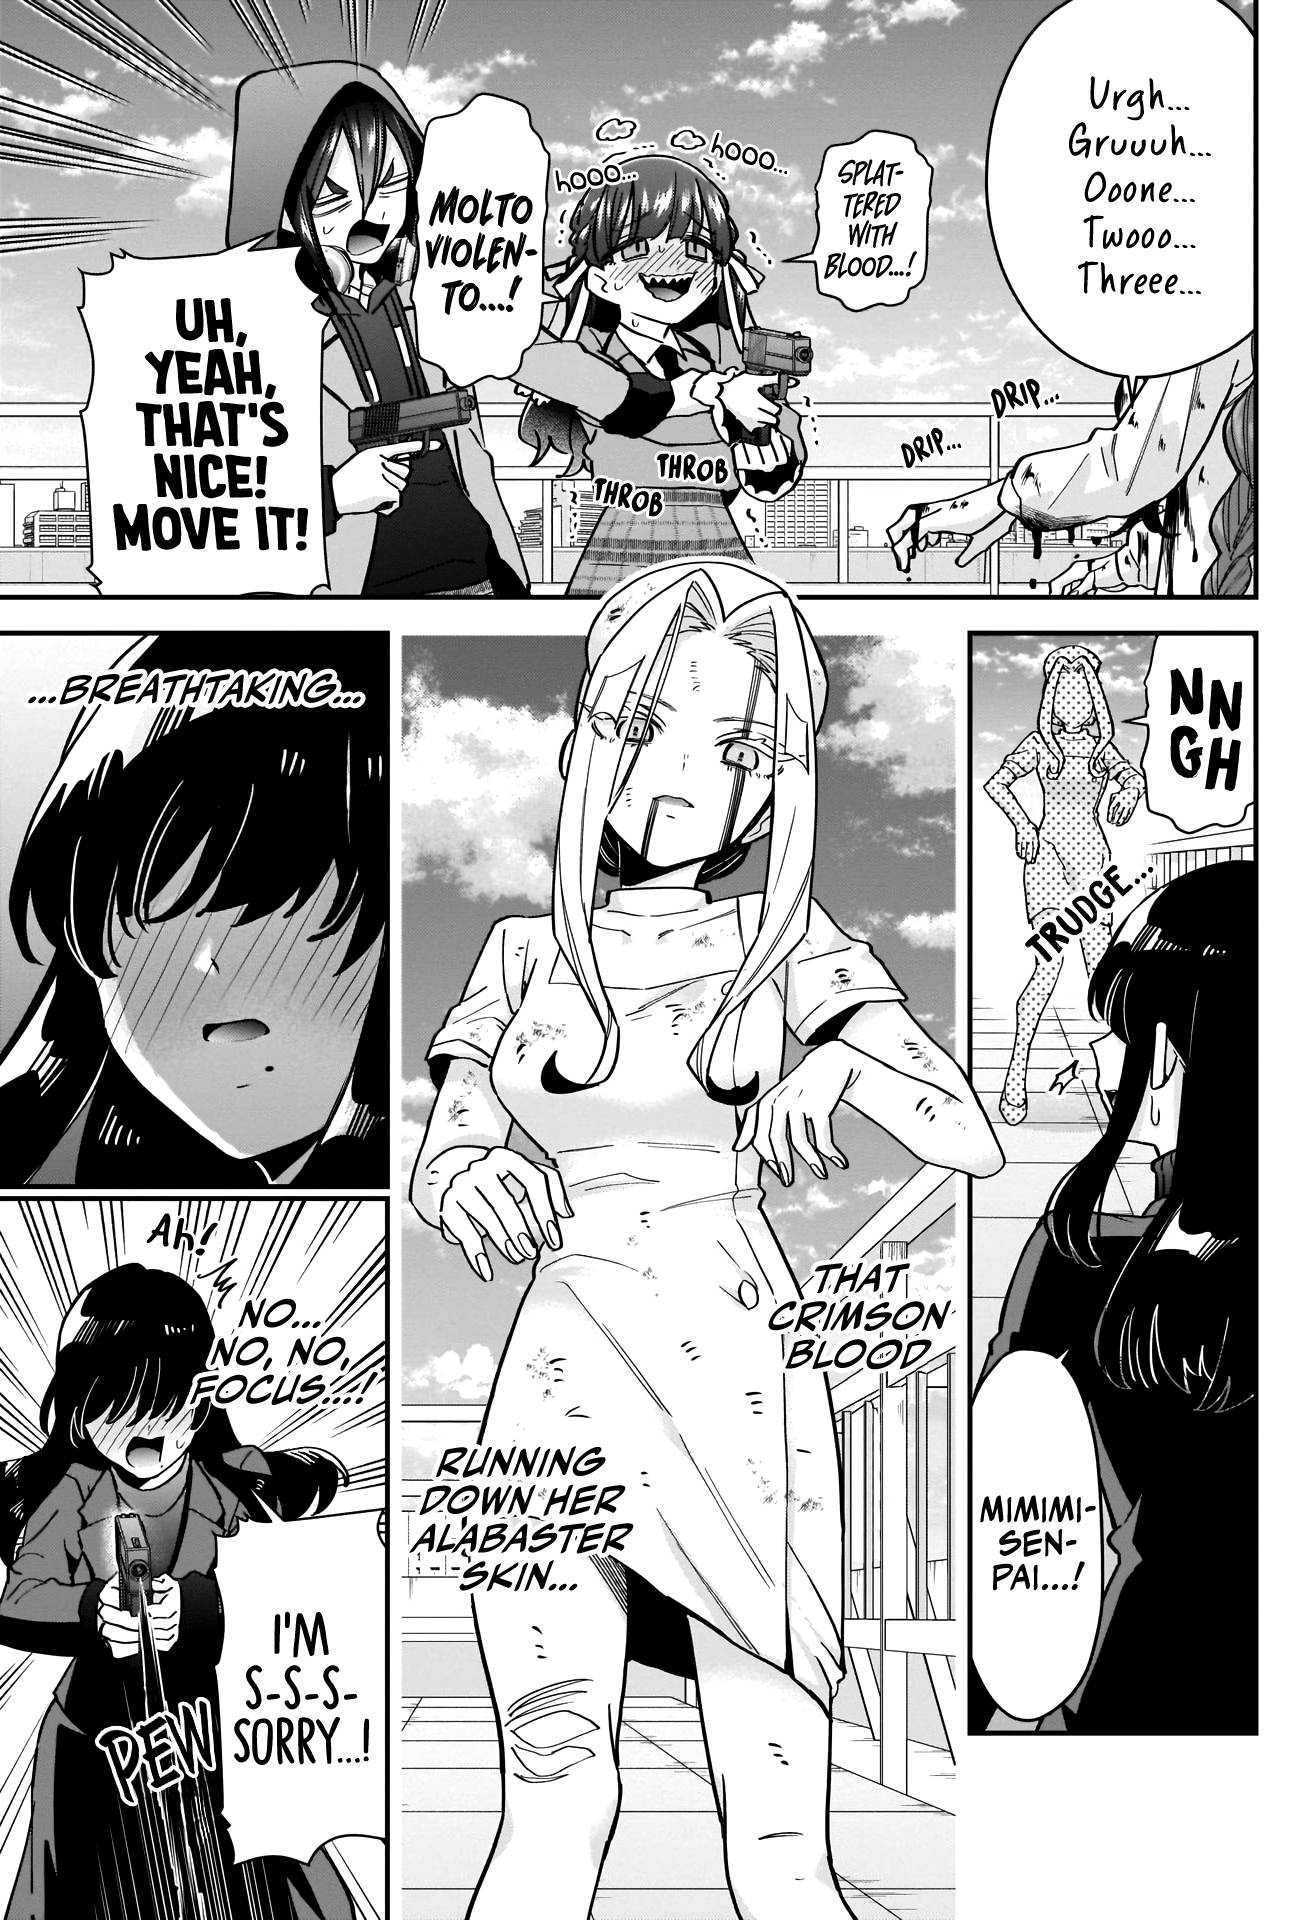 Urgh...
Gruuuh...
Ooone...
Twooo...
Threee...
DRIP...
DRIP...
SPLAT-
TERED
WITH
BLOOD...!
hooo...
hooo...
THROB
THROB
MOLTO
VIOLEN-
TO...!
UH,
YEAH,
THAT'S
NICE!
MOVE IT!
NN
GH
TRUDGE...
MIMIMI-
SEN-
PAI...!
THAT
CRIMSON
BLOOD
RUNNING
DOWN HER
ALABASTER
SKIN...
...BREATHTAKING...
Ah!
NO...
NO, NO,
FOCUS...!
I'M
S-S-S-
SORRY...!
PEW